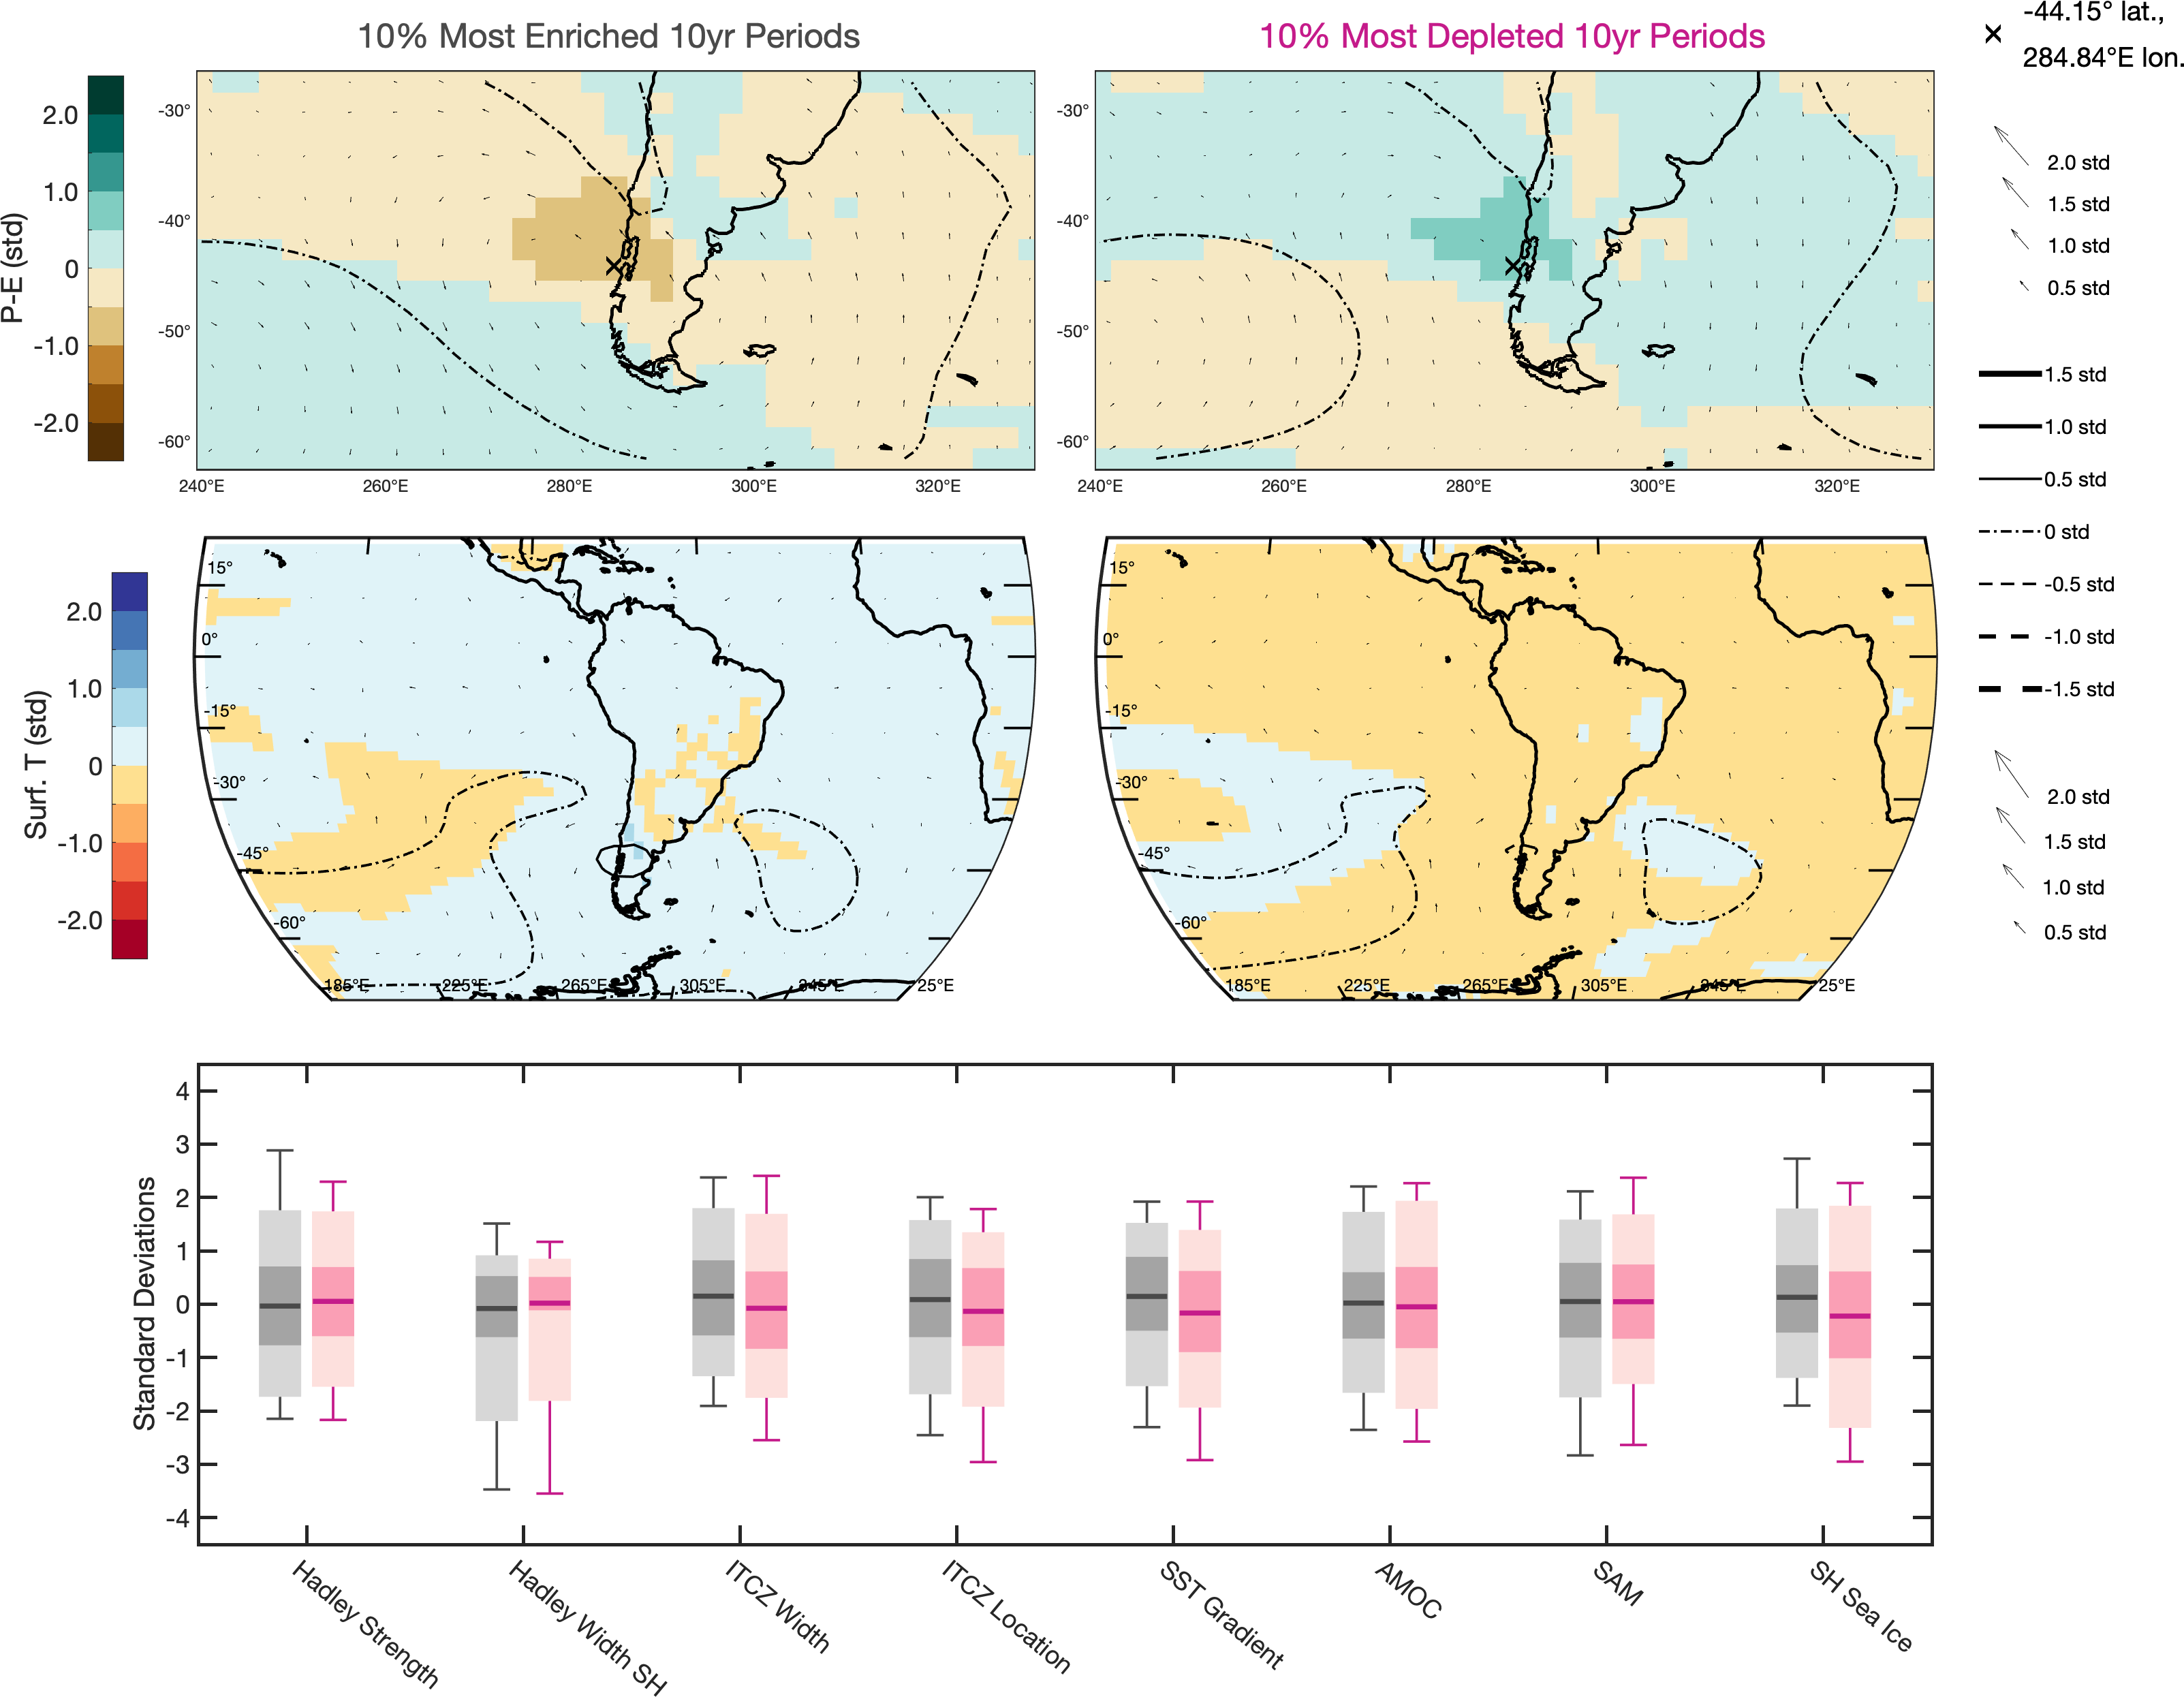 10% Most Enriched 10yr Periods
10% Most Depleted 10yr Periods
-44.15° lat.,
284.84°E lon.
P-E (std)
2.0
1.0
0
-1.0
-2.0
-30°
-40°
-50°
-60°
240°E
260°E
280°E
300°E
320°E
-30°
-40°
-50°
-60°
240°E
260°E
280°E
300°E
320°E
2.0 std
1.5 std
1.0 std
0.5 std
1.5 std
1.0 std
0.5 std
0 std
-0.5 std
-1.0 std
-1.5 std
Surf. T (std)
2.0
1.0
0
-1.0
-2.0
15°
0°
-15°
-30°
-45°
-60°
185°E
225°E
265°E
305°E
345°E
25°E
15°
0°
-15°
-30°
-45°
-60°
185°E
225°E
265°E
305°E
345°E
25°E
2.0 std
1.5 std
1.0 std
0.5 std
Standard Deviations
4
3
2
1
0
-1
-2
-3
-4
Hadley Strength
Hadley Width SH
ITCZ Width
ITCZ Location
SST Gradient
AMOC
SAM
SH Sea Ice